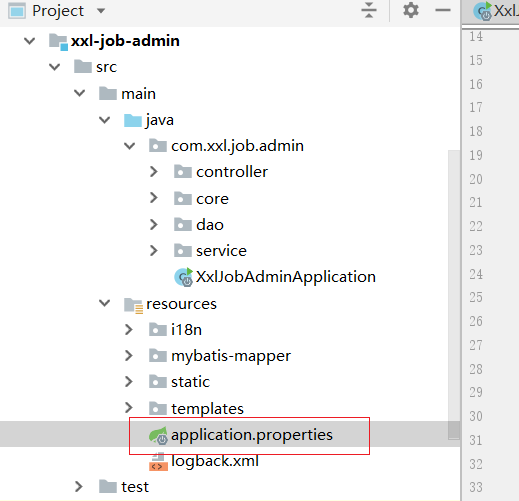 Project
Xxl
xxl-job-admin
src
main
java
com.xxl.job.admin
controller
core
dao
service
XxlJobAdminApplication
resources
i18n
mybatis-mapper
static
templates
application.properties
logback.xml
test
14
15
16
17
18
19
20
21
22
23
24
25
26
27
28
29
30
31
32
33